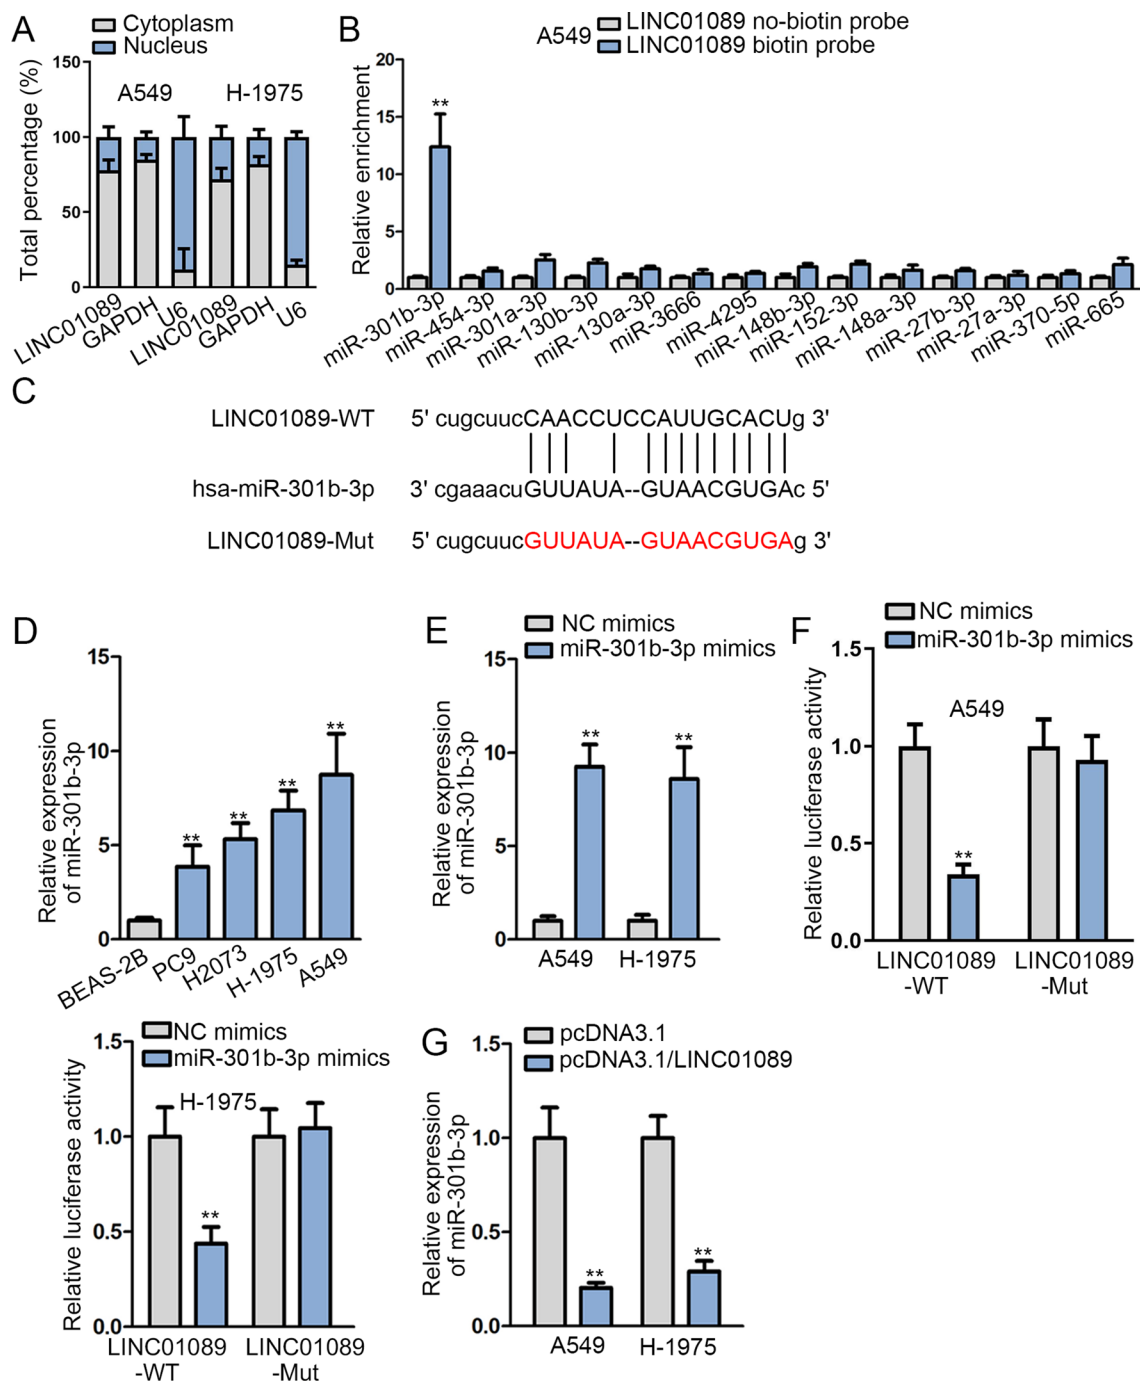 A
Cytoplasm
Nucleus
Total percentage (%)
150
100
50
0
A549
H-1975
LINC01089
GAPDH
U6
LINC01089
GAPDH
U6
B
A549
LINC01089 no-biotin probe
LINC01089 biotin probe
Relative enrichment
20
15
10
5
2
0
**
miR-301b-3p
miR-454-3p
miR-301a-3p
miR-130b-3p
miR-130a-3p
miR-3666
miR-4295
miR-148b-3p
miR-152-3p
miR-148a-3p
miR-27b-3p
miR-27a-3p
miR-370-5p
miR-665
C
LINC01089-WT 5' cugcuucCAACCUCCAUUGCACUg 3'
hsa-miR-301b-3p 3' cgaaacuGUUAUA--GUAACGUGAc 5'
LINC01089-Mut 5' cugcuucGUUAUA--GUAACGUGAg 3'
D
Relative expression
of miR-301b-3p
15
10
5
0
**
**
**
**
BEAS-2B
PC9
H2073
H-1975
A549
E
NC mimics
miR-301b-3p mimics
Relative expression
of miR-301b-3p
15
10
5
0
**
**
A549
H-1975
F
NC mimics
miR-301b-3p mimics
Relative luciferase activity
1.5
1.0
0.5
0.0
A549
**
LINC01089
-WT
LINC01089
-Mut
NC mimics
miR-301b-3p mimics
Relative luciferase activity
1.5
1.0
0.5
0.0
H-1975
**
LINC01089
-WT
LINC01089
-Mut
G
pcDNA3.1
pcDNA3.1/LINC01089
Relative expression
of miR-301b-3p
1.5
1.0
0.5
0.0
**
**
A549
H-1975